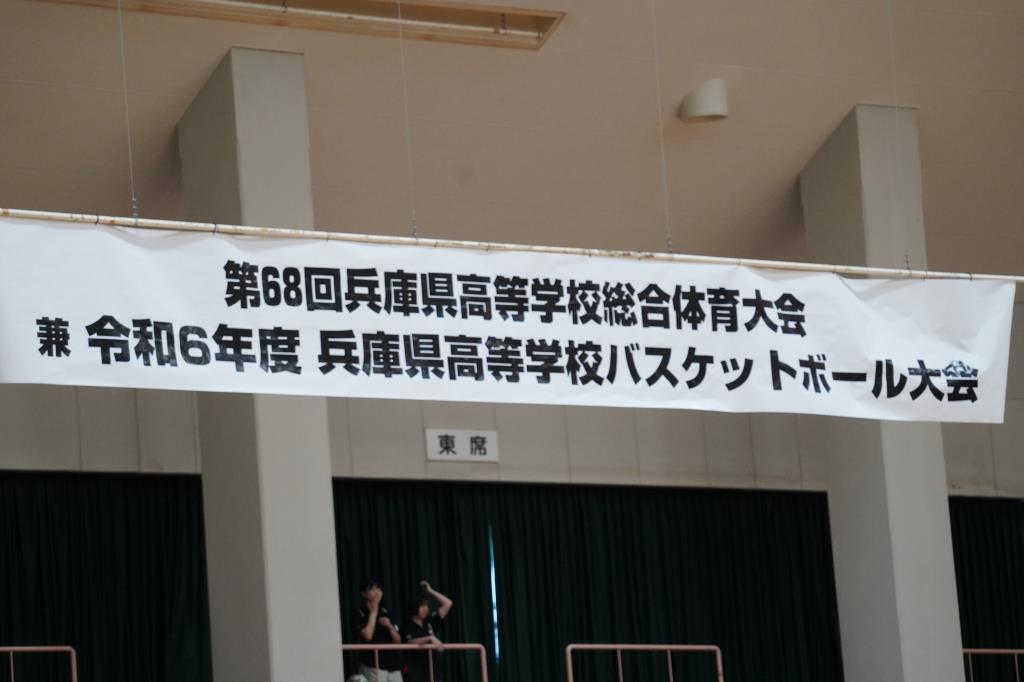 第68回兵庫県高等学校総合体育大会
兼 令和6年度 兵庫県高等学校バスケットボール大会
東席